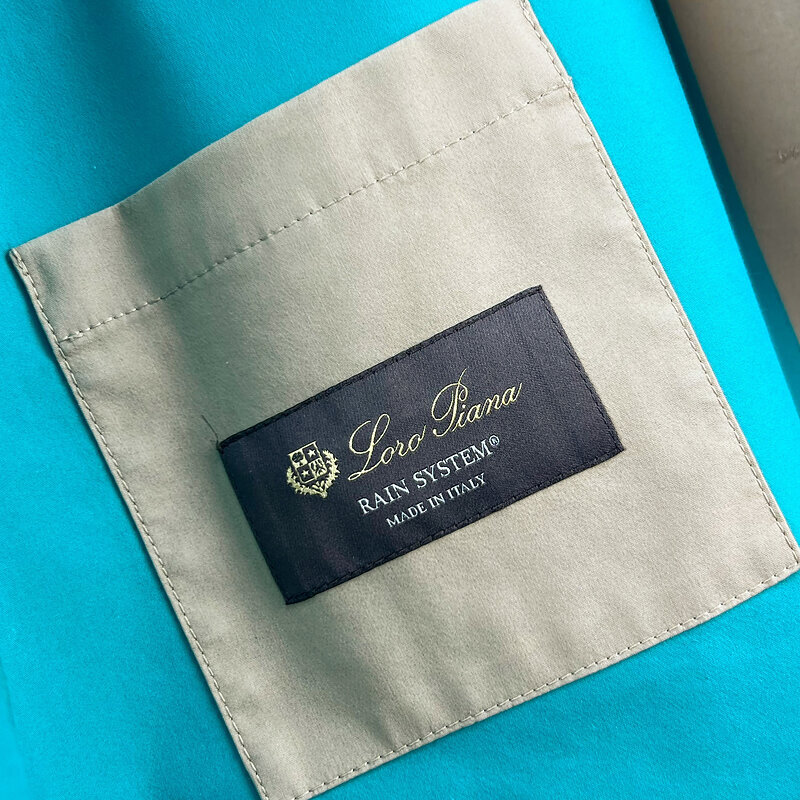 Loro Piana
RAIN SYSTEM®
MADE IN ITALY